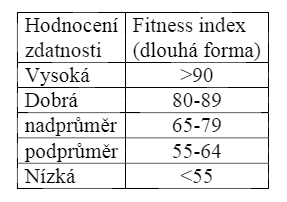 Hodnocení zdatnosti Fitness index (dlouhá forma)
Vysoká >90
Dobrá 80-89
nadprůměr 65-79
podprůměr 55-64
Nízká <55